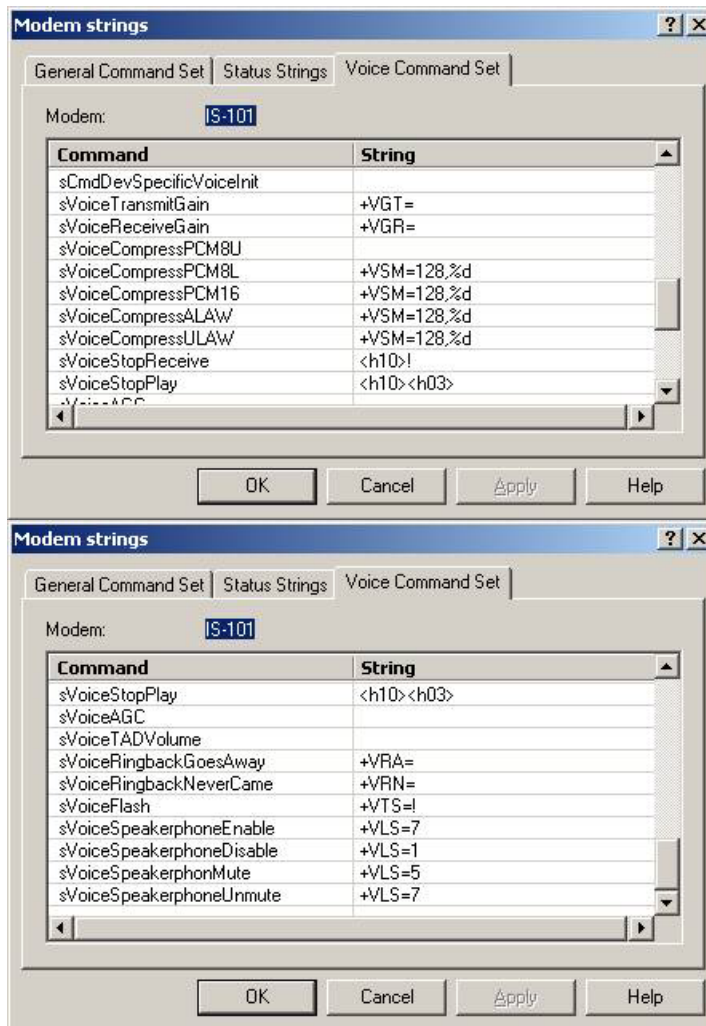 Modem strings
General Command Set Status Strings Voice Command Set
Modem: IS-101
Command String
sCmdDevSpecificVoiceInit
sVoiceTransmitGain +VGT=
sVoiceReceiveGain +VGR=
sVoiceCompressPCM8U
sVoiceCompressPCM8L +VSM=128,%d
sVoiceCompressPCM16 +VSM=128,%d
sVoiceCompressALAW +VSM=128,%d
sVoiceCompressULAW +VSM=128,%d
sVoiceStopReceive <h10>!
sVoiceStopPlay <h10><h03>
sVoiceAGC
OK Cancel Apply Help
Modem strings
General Command Set Status Strings Voice Command Set
Modem: IS-101
Command String
sVoiceStopPlay <h10><h03>
sVoiceAGC
sVoiceTADVolume
sVoiceRingbackGoesAway +VRA=
sVoiceRingbackNeverCame +VRN=
sVoiceFlash +VTS=!
sVoiceSpeakerphoneEnable +VLS=7
sVoiceSpeakerphoneDisable +VLS=1
sVoiceSpeakerphonMute +VLS=5
sVoiceSpeakerphoneUnmute +VLS=7
OK Cancel Apply Help